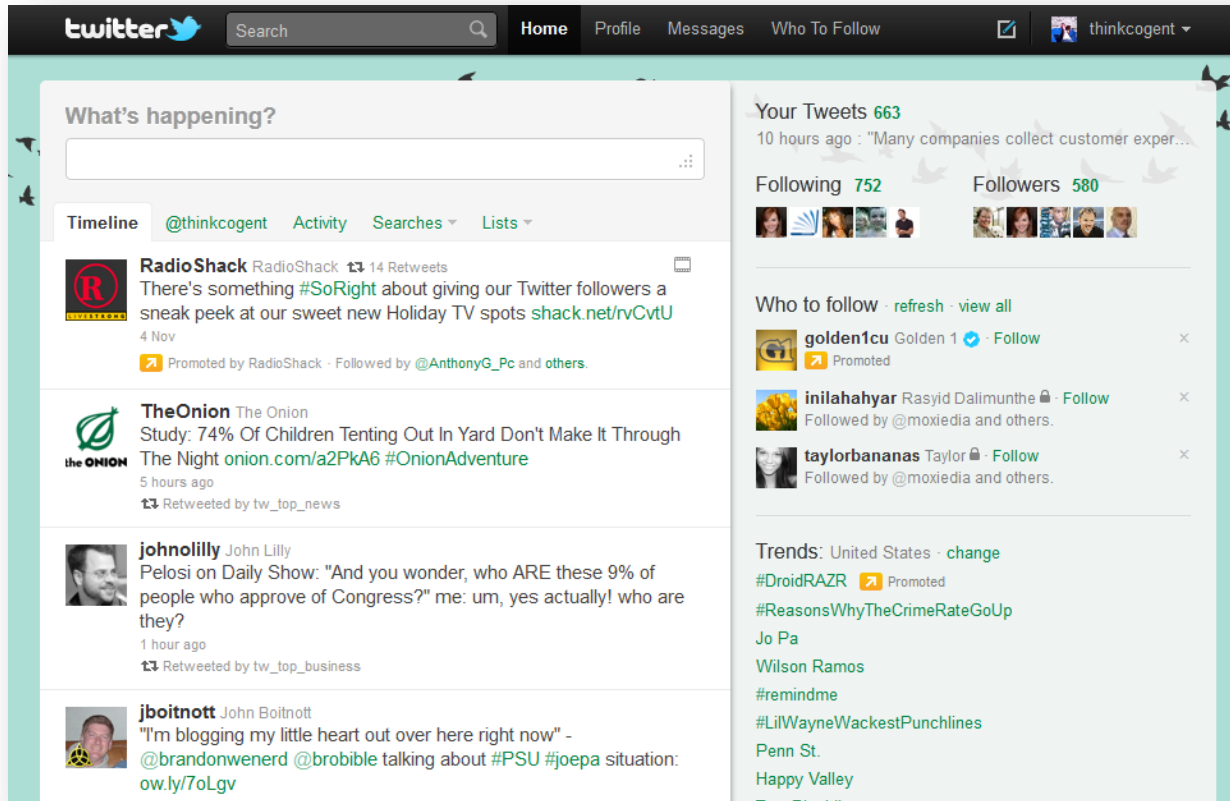 twitter
Search
Home Profile Messages Who To Follow
thinkcogent
What's happening?
Timeline @thinkcogent Activity Searches Lists
RadioShack RadioShack 14 Retweets
There's something #SoRight about giving our Twitter followers a
sneak peek at our sweet new Holiday TV spots shack.net/rvCvtU
4 Nov
Promoted by RadioShack · Followed by @AnthonyG_Pc and others.
R
LIVESTRONG
TheOnion The Onion
Study: 74% Of Children Tenting Out In Yard Don't Make It Through
The Night onion.com/a2PkA6 #OnionAdventure
5 hours ago
Retweeted by tw_top_news
the ONION
johnolilly John Lilly
Pelosi on Daily Show: "And you wonder, who ARE these 9% of
people who approve of Congress?" me: um, yes actually! who are
they?
1 hour ago
Retweeted by tw_top_business
jboitnott John Boitnott
"I'm blogging my little heart out over here right now" -
@brandonwenerd @brobible talking about #PSU #joepa situation:
ow.ly/7oLgv
Your Tweets 663
10 hours ago : "Many companies collect customer exper...
Following 752
Followers 580
Who to follow · refresh · view all
golden1cu Golden 1 · Follow ×
G1
Promoted
inilahahyar Rasyid Dalimunthe · Follow ×
Followed by @moxiedia and others.
taylorbananas Taylor · Follow ×
Followed by @moxiedia and others.
Trends: United States · change
#DroidRAZR Promoted
#ReasonsWhyTheCrimeRateGoUp
Jo Pa
Wilson Ramos
#remindme
#LilWayneWackestPunchlines
Penn St.
Happy Valley